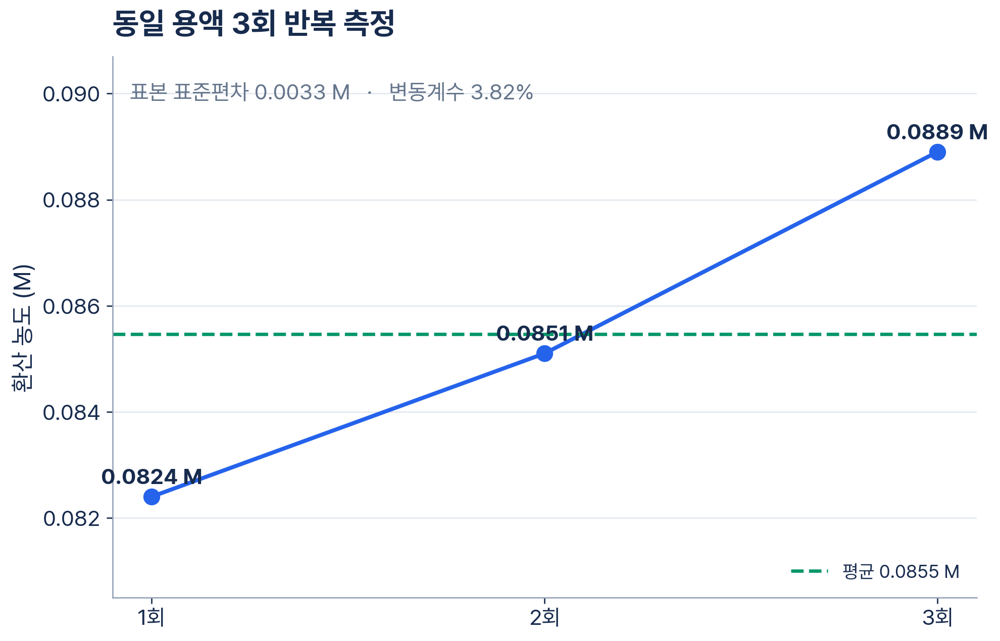 동일 용액 3회 반복 측정
표본 표준편차 0.0033 M · 변동계수 3.82%
환산 농도 (M)
0.090
0.088
0.086
0.084
0.082
0.0824 M
0.0851 M
0.0889 M
평균 0.0855 M
1회
2회
3회